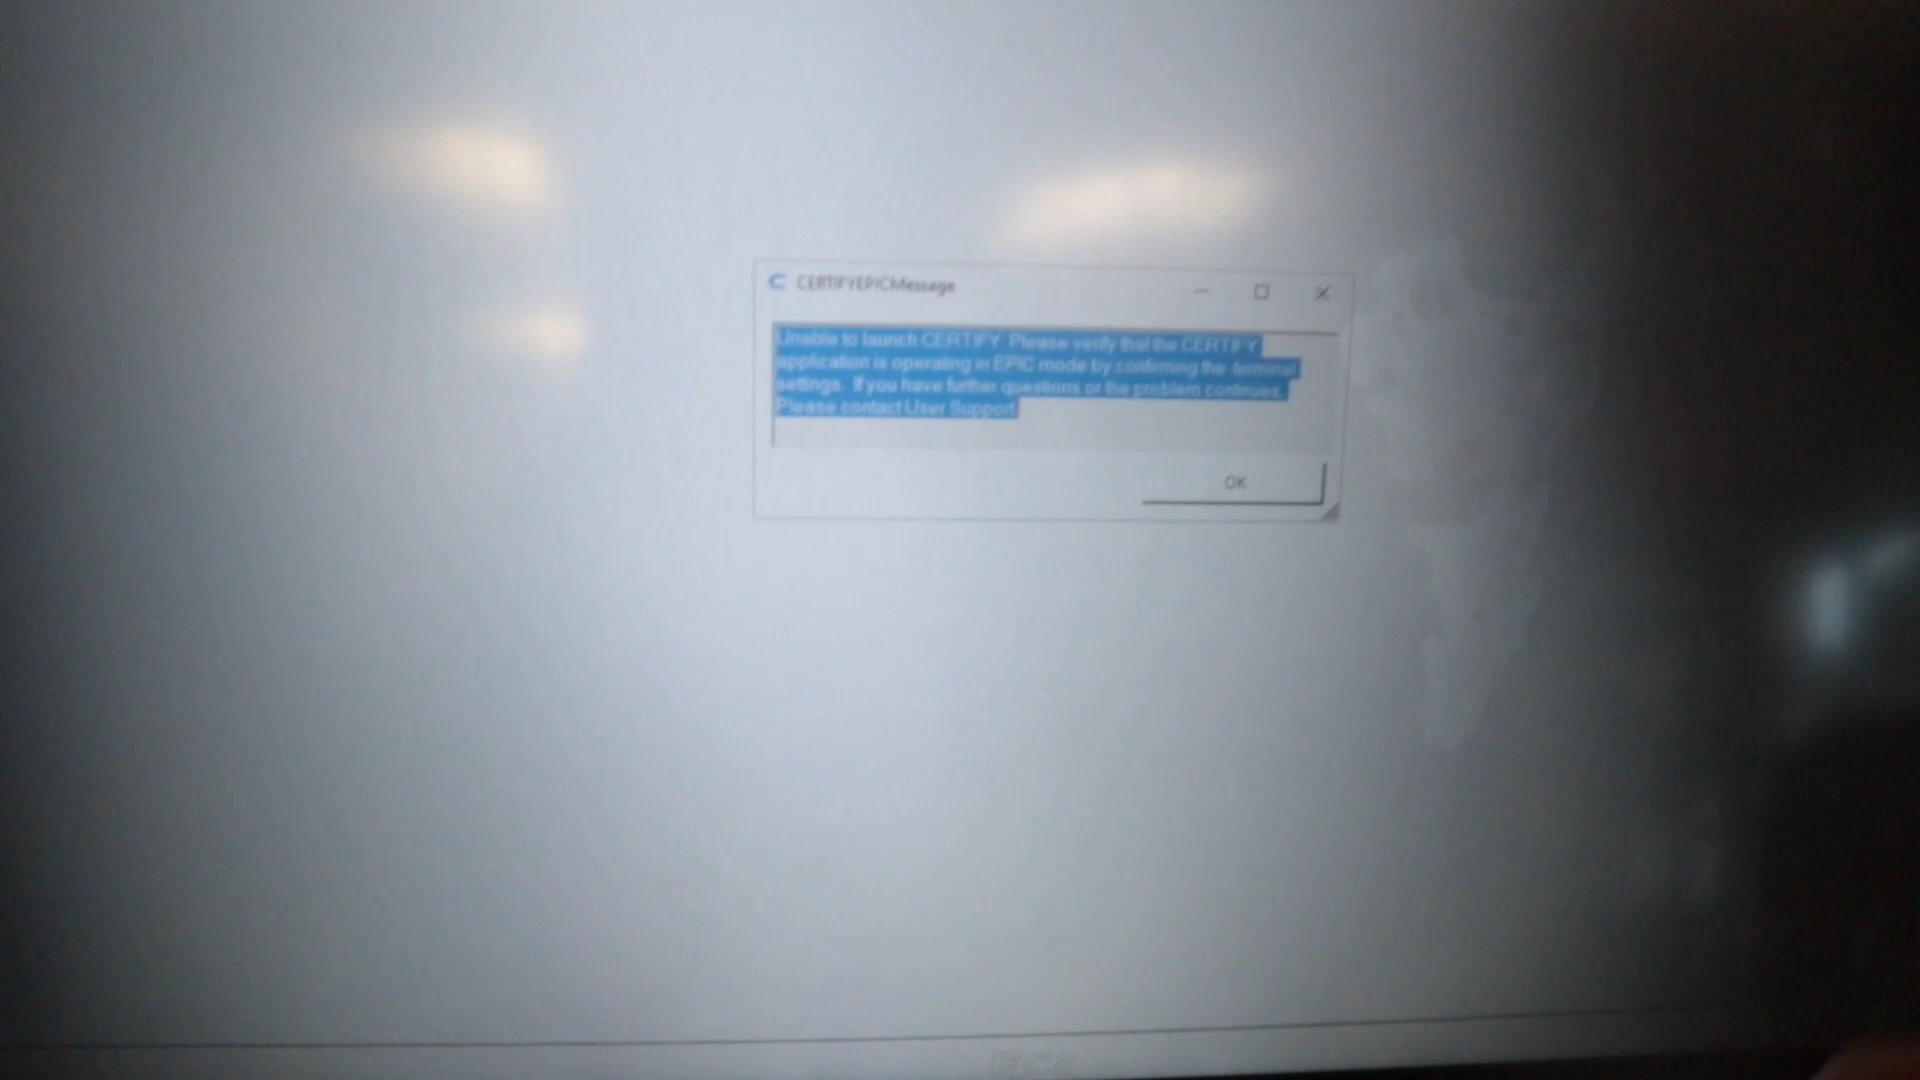 CERTIFYEPICMessage
Unable to launch CERTIFY. Please verify that the CERTIFY
application is operating in EPIC mode by confirming the terminal
settings. If you have further questions or the problem continues.
Please contact User Support
OK